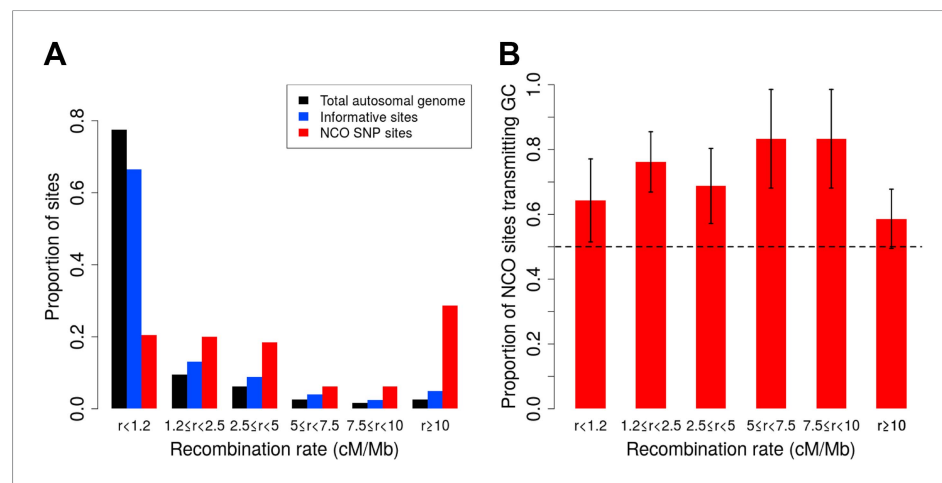 A
Total autosomal genome
Informative sites
NCO SNP sites
Proportion of sites
0.8
0.6
0.4
0.2
0.0
r<1.2 1.2≤r<2.5 2.5≤r<5 5≤r<7.5 7.5≤r<10 r≥10
Recombination rate (cM/Mb)
B
Proportion of NCO sites transmitting GC
1.0
0.8
0.6
0.4
0.2
0.0
r<1.2 1.2≤r<2.5 2.5≤r<5 5≤r<7.5 7.5≤r<10 r≥10
Recombination rate (cM/Mb)